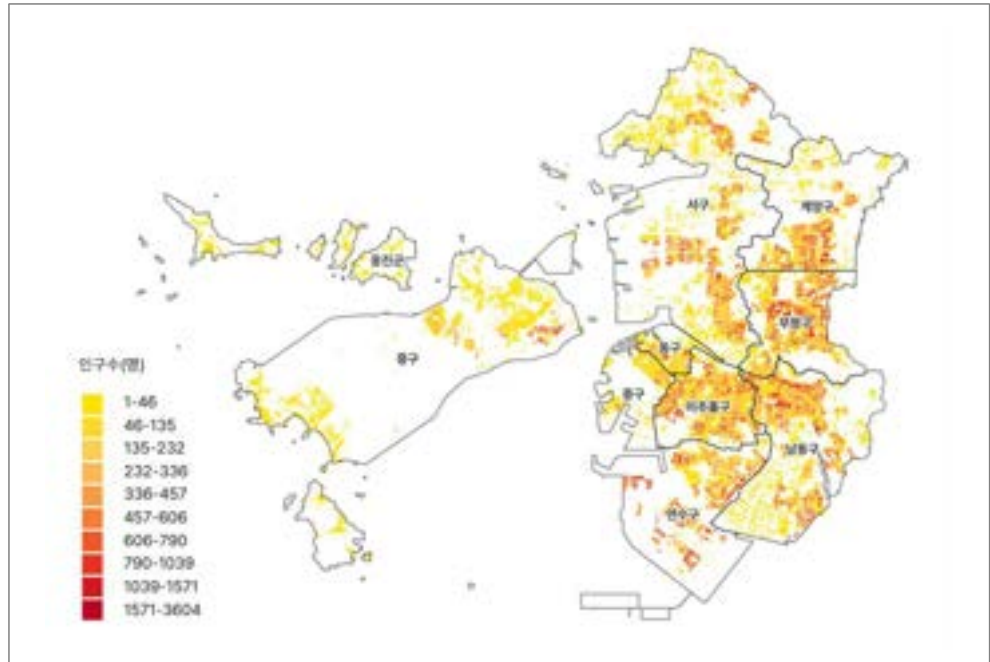 서구
계양구
옹진군
부평구
동구
중구
중구
미추홀구
남동구
연수구
인구수(명)
1-46
46-135
135-232
232-336
336-457
457-606
606-790
790-1039
1039-1571
1571-3604